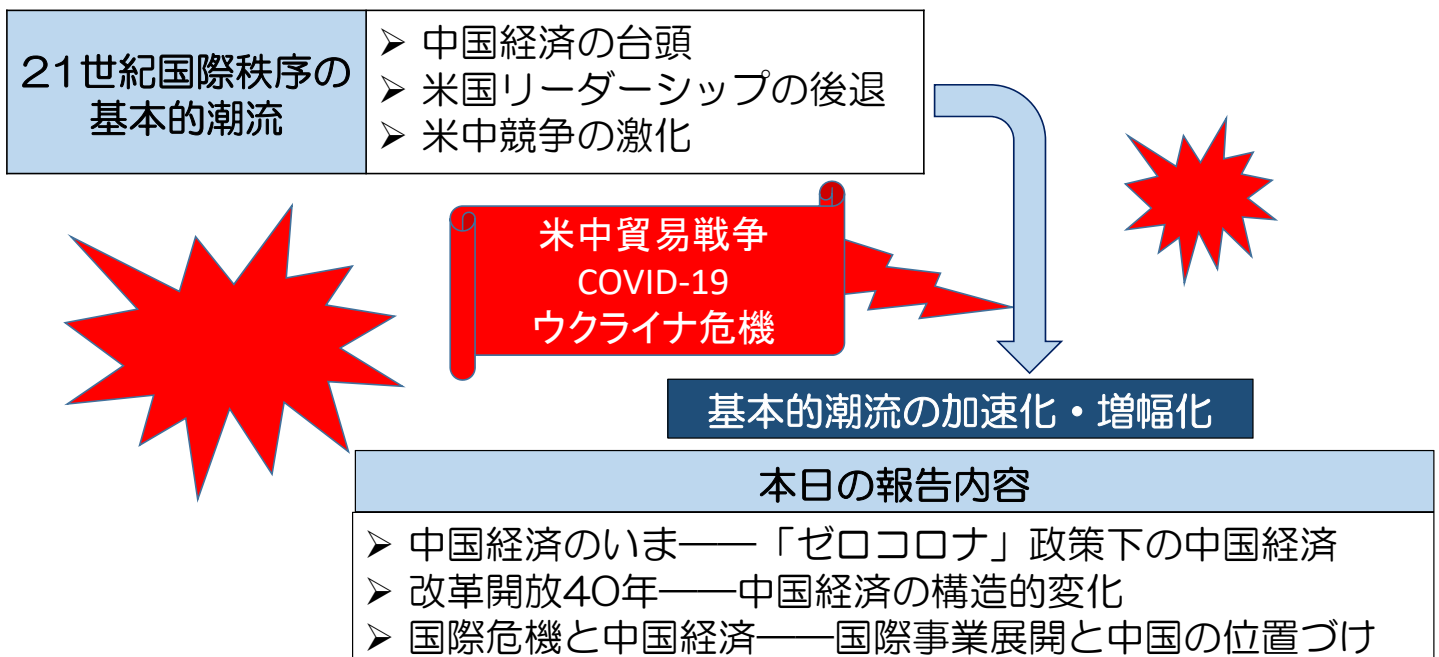 21世紀国際秩序の
基本的潮流
➢ 中国経済の台頭
➢ 米国リーダーシップの後退
➢ 米中競争の激化
米中貿易戦争
COVID-19
ウクライナ危機
基本的潮流の加速化・増幅化
本日の報告内容
➢ 中国経済のいま――「ゼロコロナ」政策下の中国経済
➢ 改革開放40年――中国経済の構造的変化
➢ 国際危機と中国経済――国際事業展開と中国の位置づけ